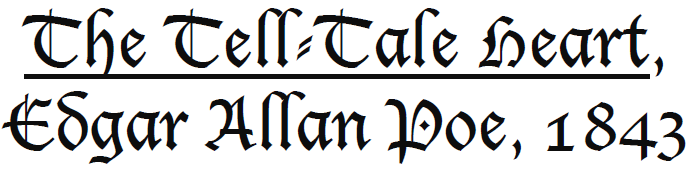 The Tell-Tale Heart,
Edgar Allan Poe, 1843